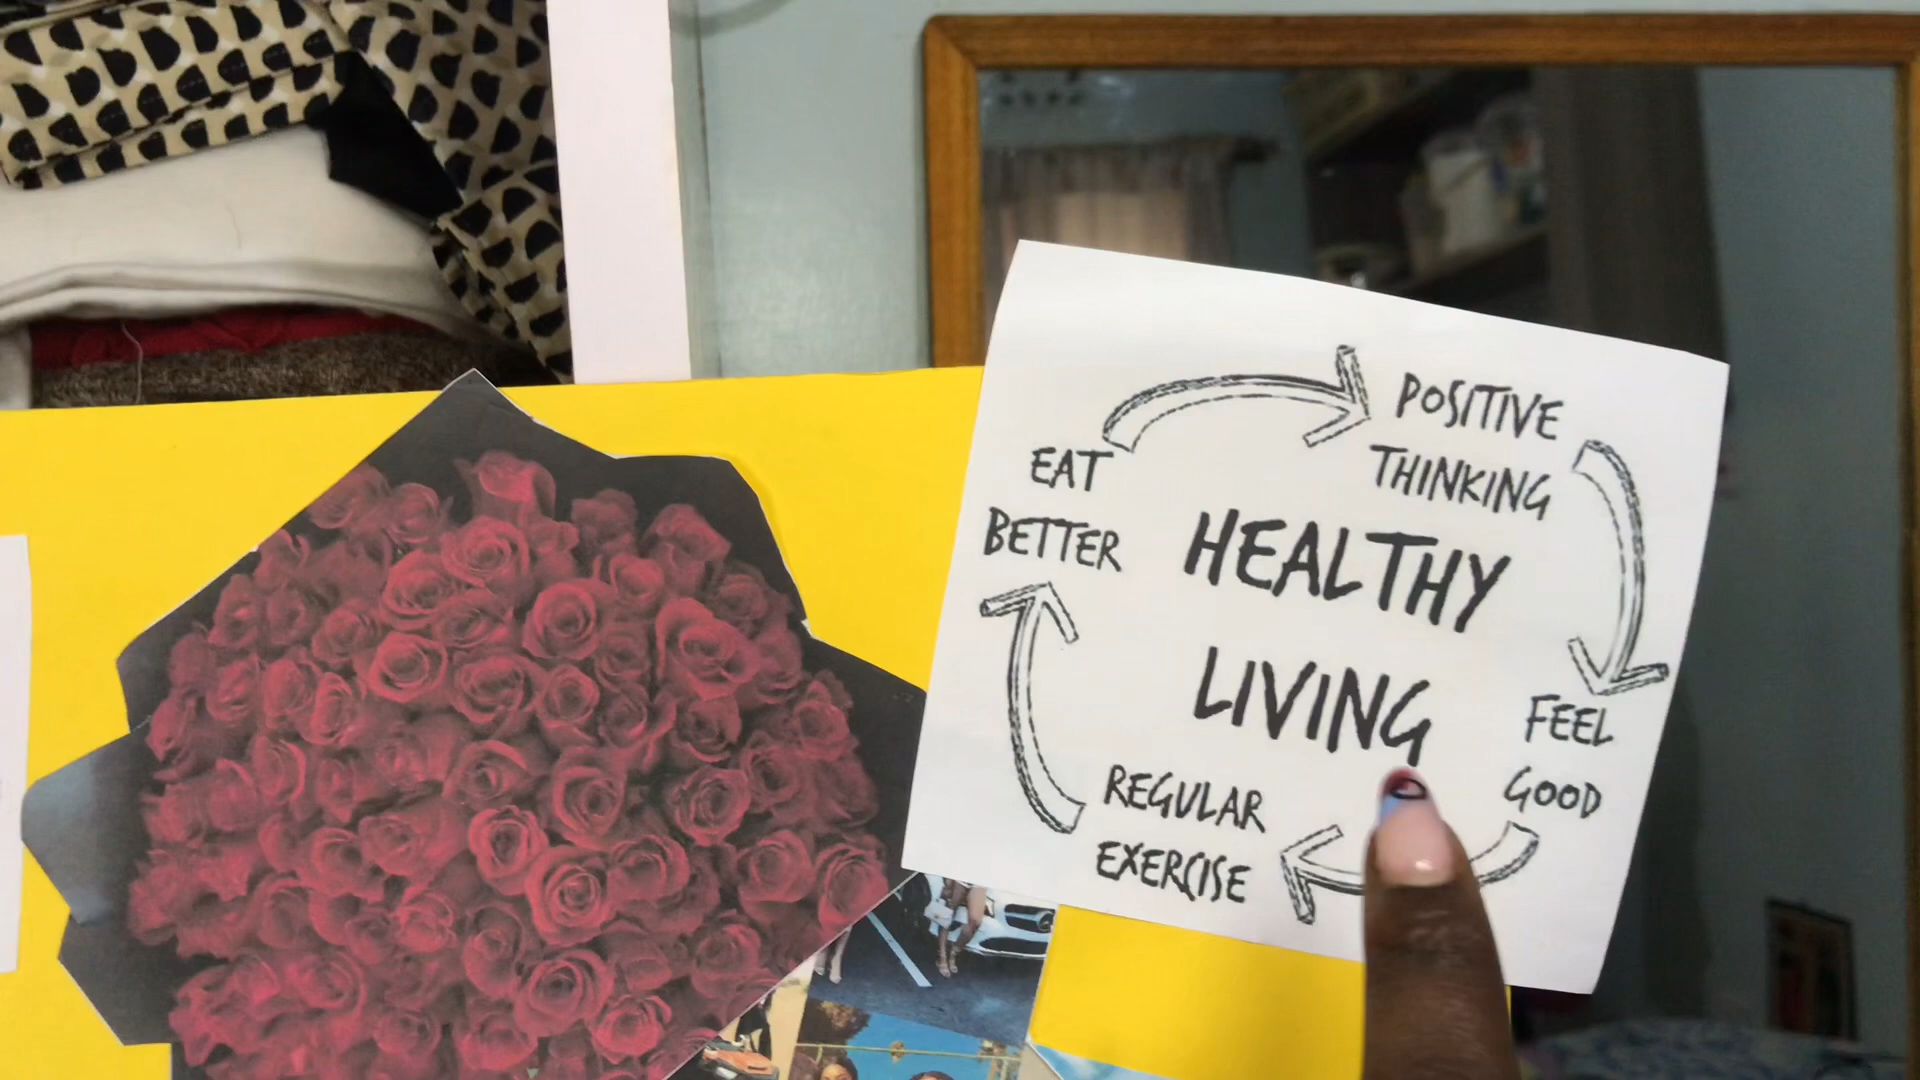 POSITIVE
THINKING
EAT
BETTER
HEALTHY
LIVING
FEEL
GOOD
REGULAR
EXERCISE